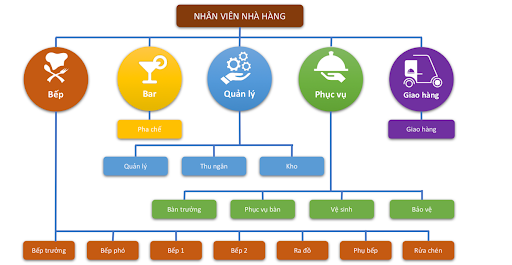 NHÂN VIÊN NHÀ HÀNG
Bếp
Bar
Quản lý
Phục vụ
Giao hàng
Pha chế
Giao hàng
Quản lý
Thu ngân
Kho
Bàn trưởng
Phục vụ bàn
Vệ sinh
Bảo vệ
Bếp trưởng
Bếp phó
Bếp 1
Bếp 2
Ra đồ
Phụ bếp
Rửa chén